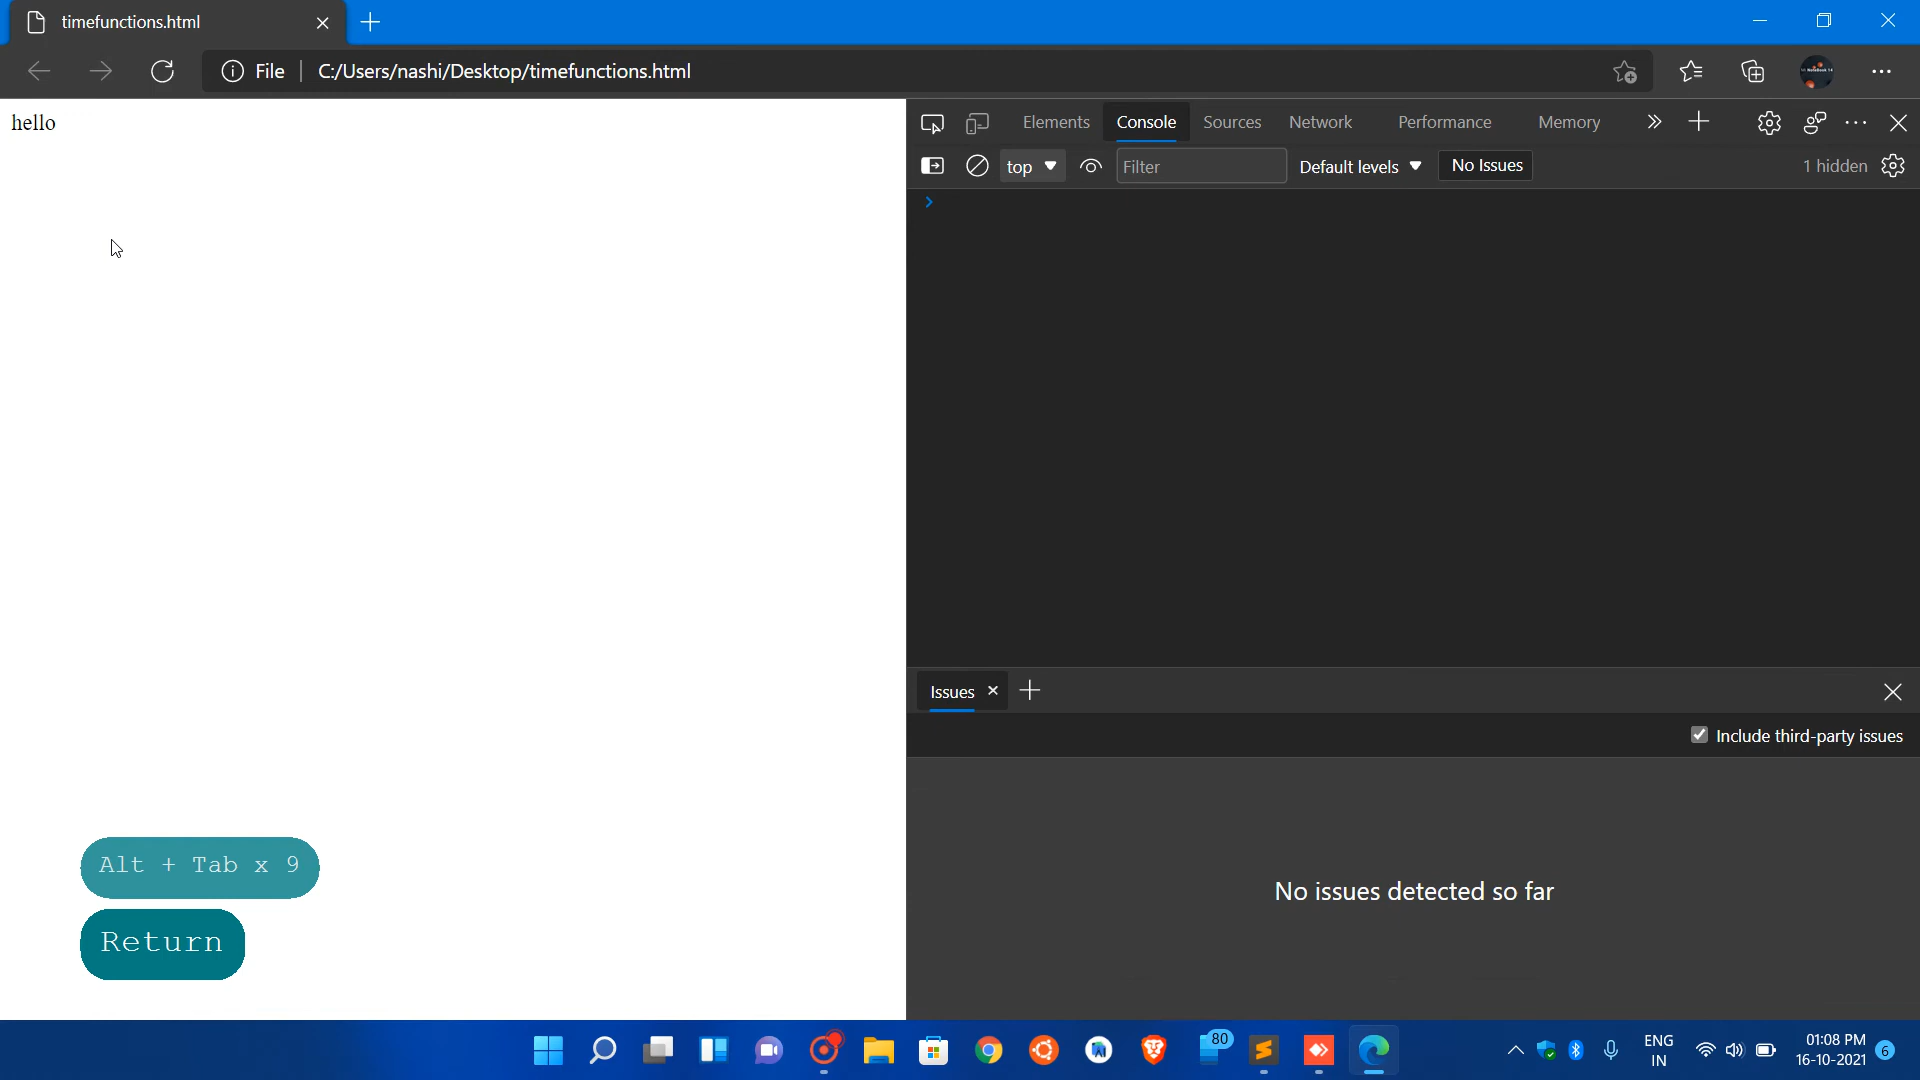 timefunctions.html
File
C:/Users/nashi/Desktop/timefunctions.html
hello
Elements
Console
Sources
Network
Performance
Memory
top
Filter
Default levels
No Issues
1 hidden
Issues
Include third-party issues
No issues detected so far
Alt + Tab x 9
Return
80
ENG
IN
01:08 PM
16-10-2021
6